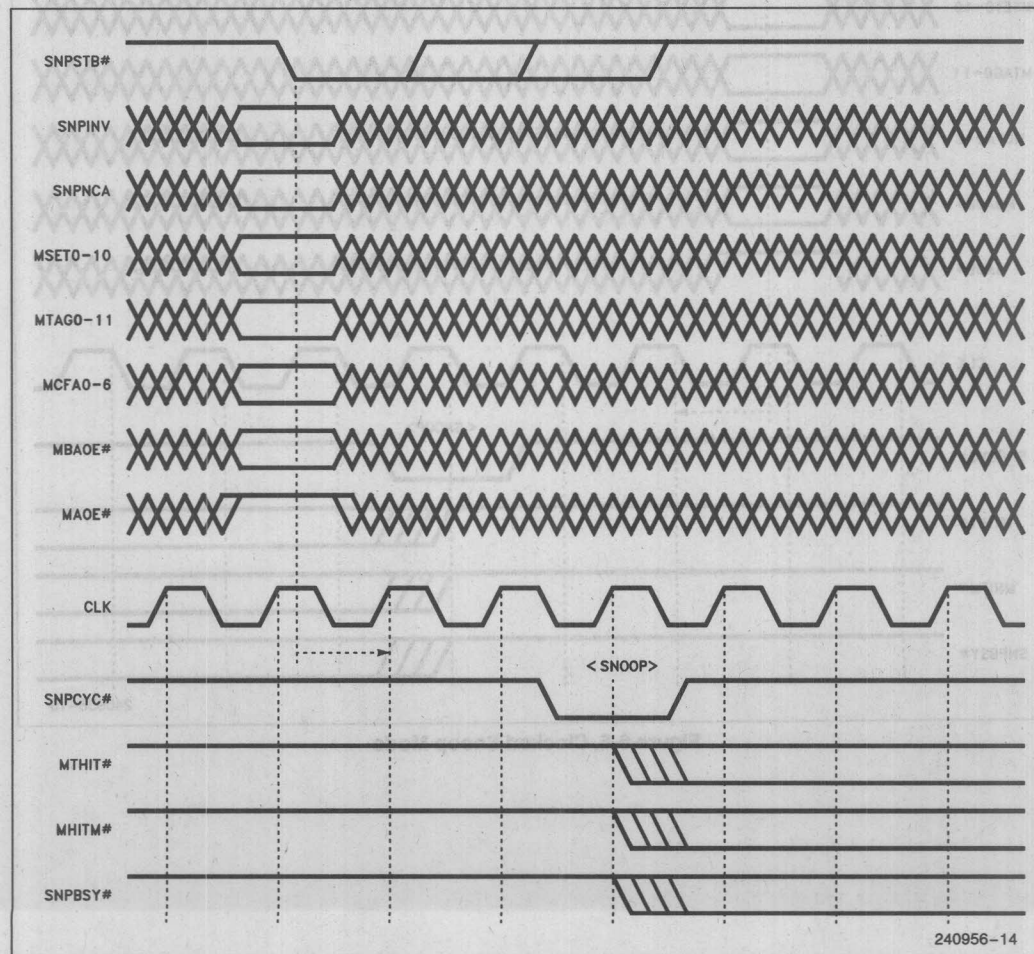 SNPSTB#
SNPINV
SNPNCA
MSET0-10
MTAG0-11
MCFA0-6
MBAOE#
MAOE#
CLK
<SNOOP>
SNPCYC#
MTHIT#
MHITM#
SNPBSY#
240956-14